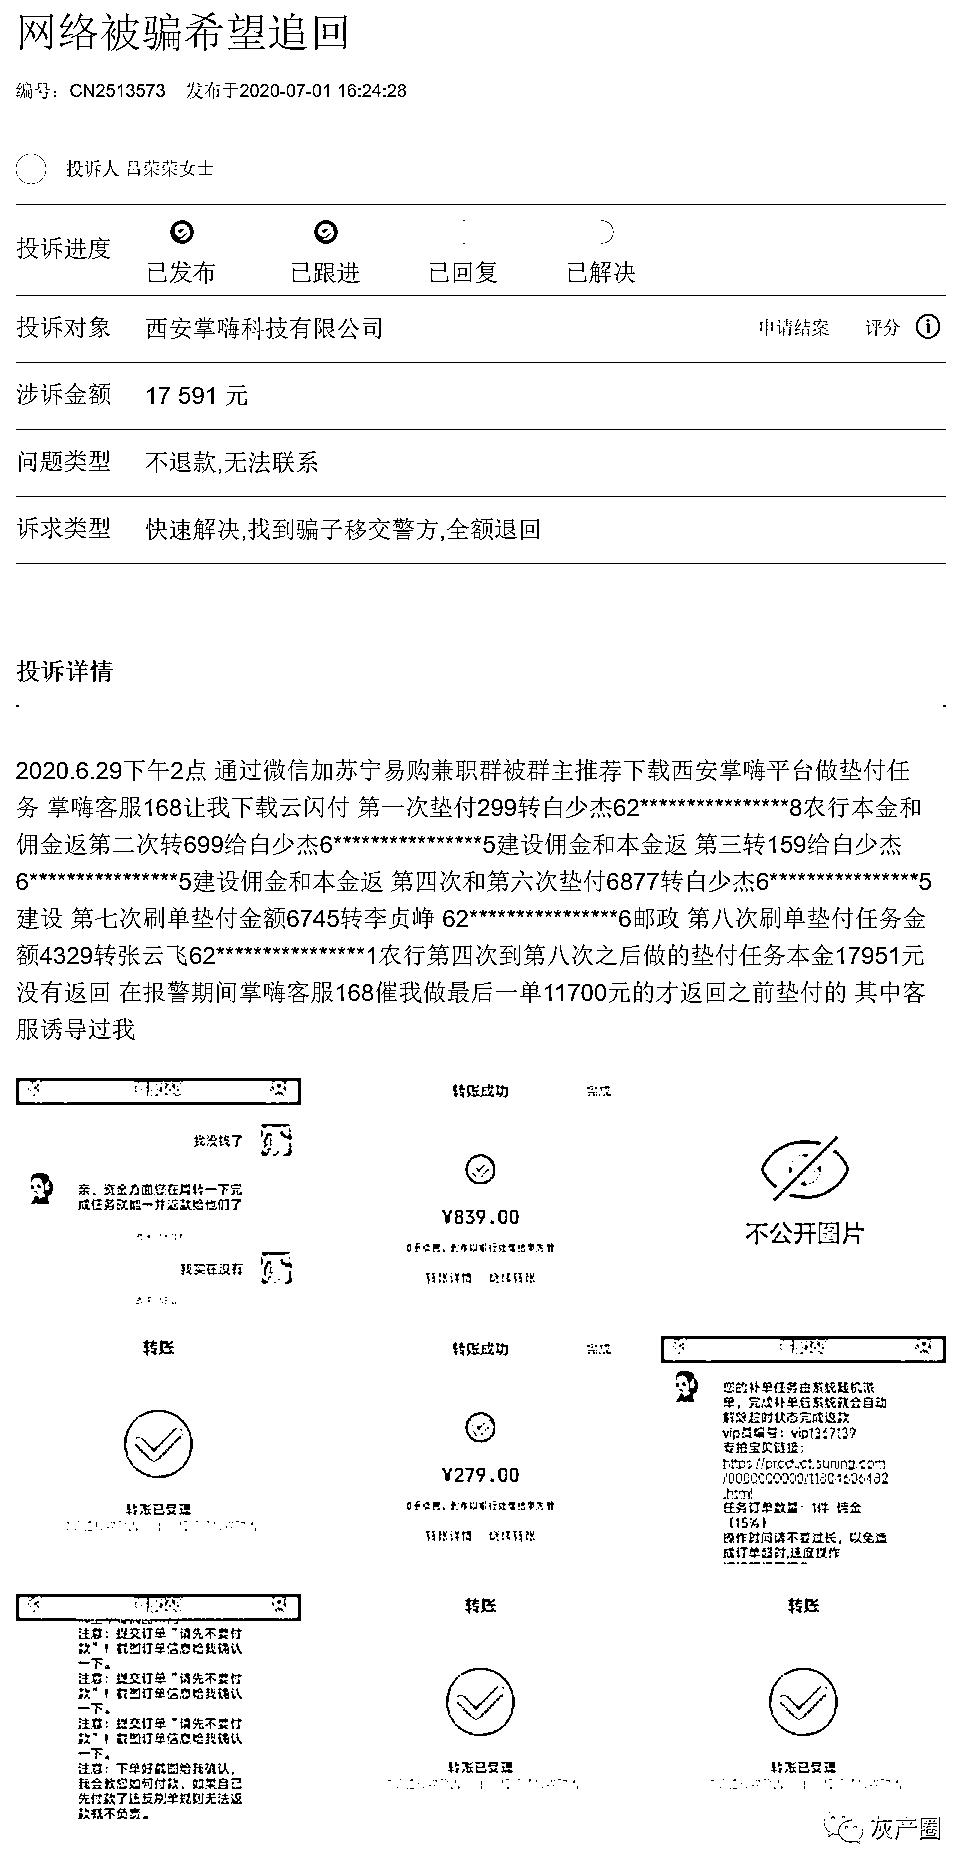 网络被骗希望追回
编号：CN2513573 发布于2020-07-01 16:24:28
投诉人 吕荣荣女士
投诉进度 已发布 已跟进 已回复 已解决
投诉对象 西安掌嗨科技有限公司 申请结案 评分
涉诉金额 17 591 元
问题类型 不退款,无法联系
诉求类型 快速解决,找到骗子移交警方,全额退回
投诉详情
2020.6.29下午2点 通过微信加苏宁易购兼职群被群主推荐下载西安掌嗨平台做垫付任
务 掌嗨客服168让我下载云闪付 第一次垫付299转白少杰62****************8农行本金和
佣金返第二次转699给白少杰6****************5建设佣金和本金返 第三转159给白少杰
6****************5建设佣金和本金返 第四次和第六次垫付6877转白少杰6****************5
建设 第七次刷单垫付金额6745转李贞峥 62****************6邮政 第八次刷单垫付任务金
额4329转张云飞62****************1农行第四次到第八次之后做的垫付任务本金17951元
没有返回 在报警期间掌嗨客服168催我做最后一单11700元的才返回之前垫付的 其中客
服诱导过我
我没钱了
亲、资金方面您在周转一下完
成任务就能一并返款给他们了
我实在没有
转账成功 完成
¥839.00
转账详情 继续转账
不公开图片
转账
转账已受理
转账成功 完成
¥279.00
转账详情 继续转账
您的补单任务由系统随机派
单，完成补单后系统就会自动
解除超时状态完成返款
vip员编号：vip1367139
专拍宝贝链接：
https://product.suning.com
.html
任务订单数量：1件 佣金
（15%）
操作时间请不要过长，以免造
成订单超时,速度操作
注意：提交订单“请先不要付
款”！截图订单信息给我确认
一下。
注意：提交订单“请先不要付
款”！截图订单信息给我确认
一下。
注意：提交订单“请先不要付
款”！截图订单信息给我确认
一下。
注意：下单好截图给我确认，
我会教您如何付款、如果自己
先付款了违反刷单规则无法返
款我不负责。
转账
转账已受理
转账
转账已受理
灰产圈